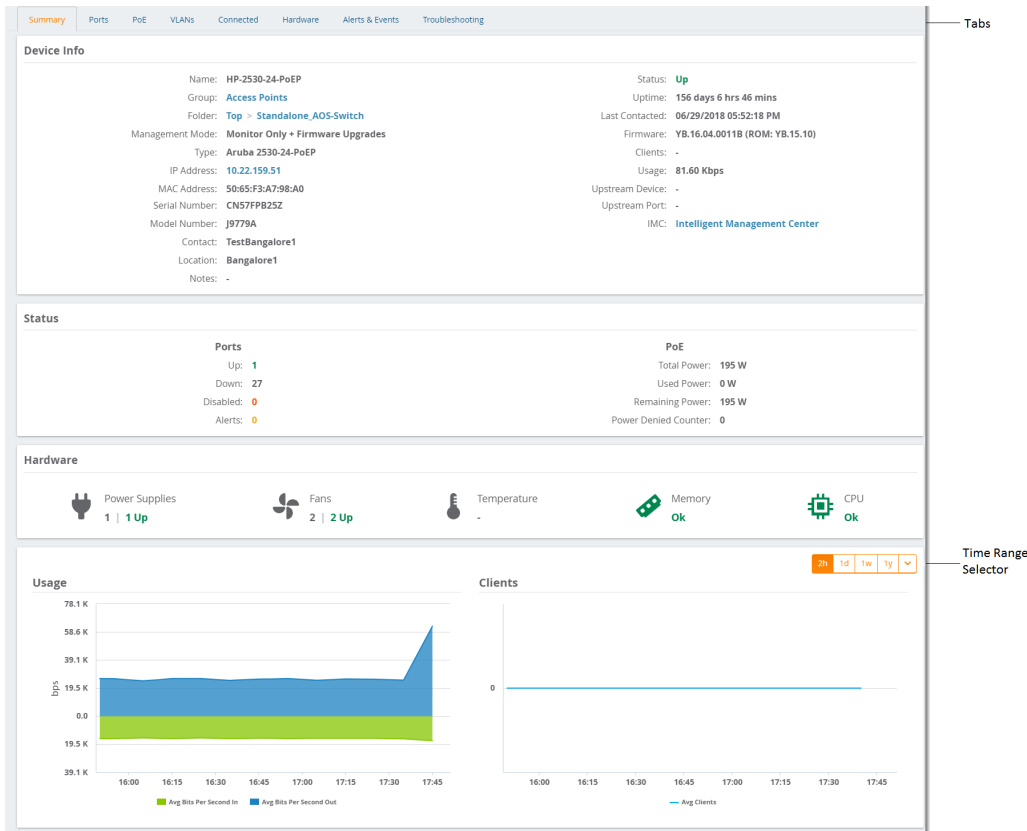 Summary Ports PoE VLANs Connected Hardware Alerts & Events Troubleshooting
Tabs
Device Info
Name: HP-2530-24-PoEP
Group: Access Points
Folder: Top > Standalone_AOS-Switch
Management Mode: Monitor Only + Firmware Upgrades
Type: Aruba 2530-24-PoEP
IP Address: 10.22.159.51
MAC Address: 50:65:F3:A7:98:A0
Serial Number: CN57FPB25Z
Model Number: J9779A
Contact: TestBangalore1
Location: Bangalore1
Notes: -
Status: Up
Uptime: 156 days 6 hrs 46 mins
Last Contacted: 06/29/2018 05:52:18 PM
Firmware: YB.16.04.0011B (ROM: YB.15.10)
Clients: -
Usage: 81.60 Kbps
Upstream Device: -
Upstream Port: -
IMC: Intelligent Management Center
Status
Ports
Up: 1
Down: 27
Disabled: 0
Alerts: 0
PoE
Total Power: 195 W
Used Power: 0 W
Remaining Power: 195 W
Power Denied Counter: 0
Hardware
Power Supplies
1 | 1 Up
Fans
2 | 2 Up
Temperature
-
Memory
Ok
CPU
Ok
2h 1d 1w 1y
Time Range
Selector
Usage
78.1 K
58.6 K
39.1 K
19.5 K
0.0
19.5 K
39.1 K
bps
16:00 16:15 16:30 16:45 17:00 17:15 17:30 17:45
Avg Bits Per Second In Avg Bits Per Second Out
Clients
0
16:00 16:15 16:30 16:45 17:00 17:15 17:30 17:45
Avg Clients